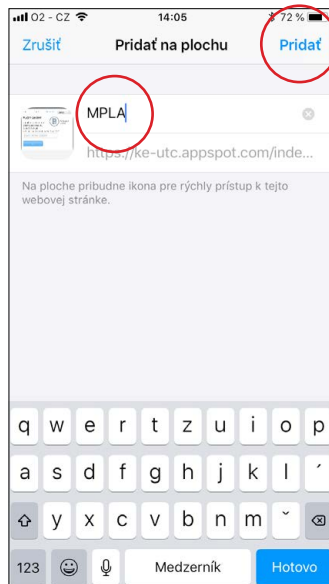 O2 - CZ 14:05 72 %
Zrušiť Pridať na plochu Pridať
MPLA
https://ke-utc.appspot.com/inde...
Na ploche pribudne ikona pre rýchly prístup k tejto
webovej stránke.
q w e r t z u i o p
a s d f g h j k l ´
y x c v b n m ˇ
123 Medzerník Hotovo